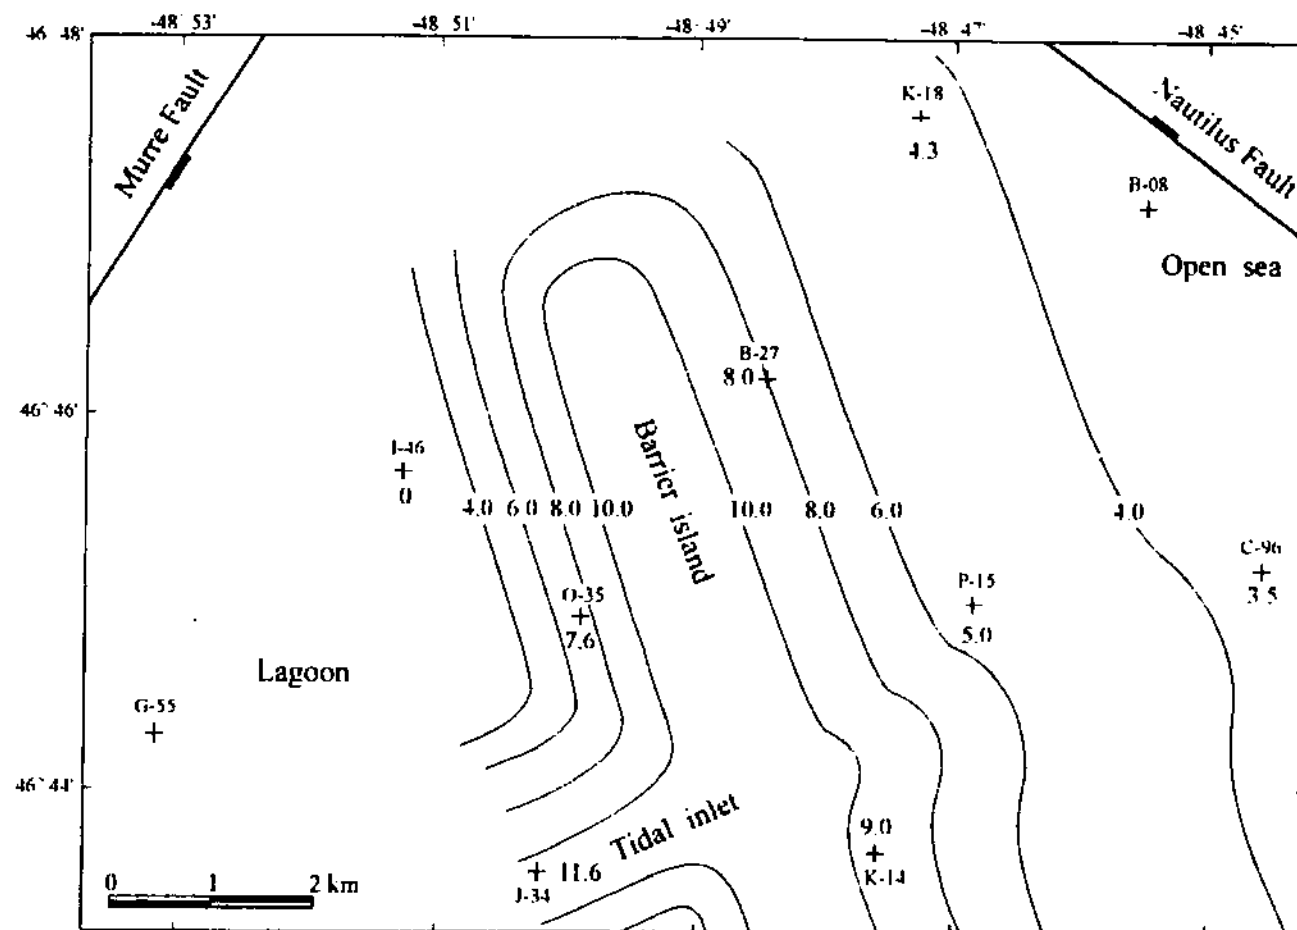 -48° 53' -48° 51' -48° 49' -48° 47' -48° 45'
46° 48'
Murre Fault
Nautilus Fault
K-18
4.3
B-08
Open sea
B-27
8.0
46° 46'
I-46
0
Barrier island
4.0 6.0 8.0 10.0 10.0 8.0 6.0 4.0
C-96
3.5
O-35
7.6
P-15
5.0
Lagoon
G-55
46° 44'
Tidal inlet
9.0
K-14
11.6
J-34
0 1 2 km